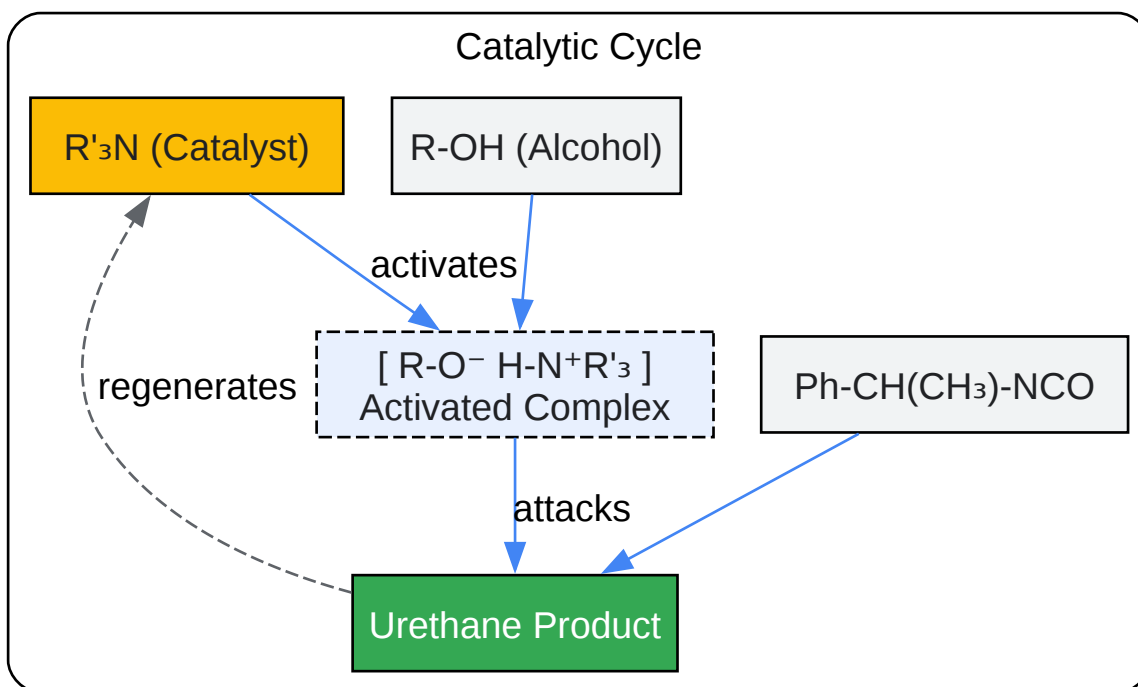 Catalytic Cycle
R'₃N (Catalyst)
R-OH (Alcohol)
activates
[ R-O⁻ H-N⁺R'₃ ]
Activated Complex
Ph-CH(CH₃)-NCO
regenerates
attacks
Urethane Product